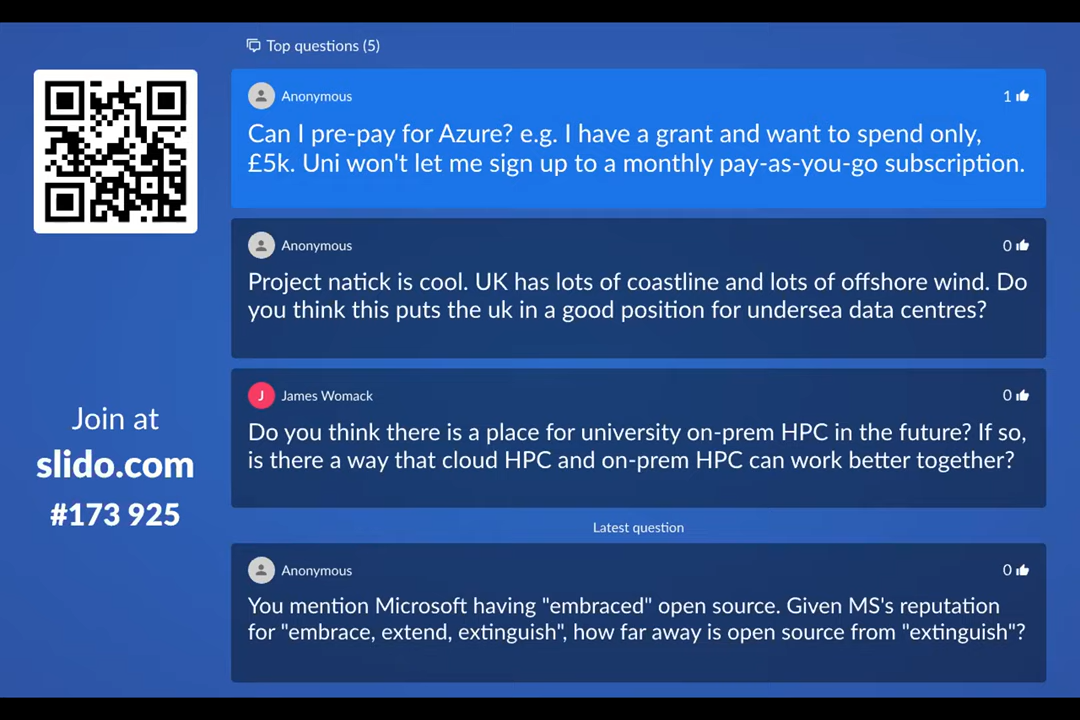 Top questions (5)
Anonymous
1
Can I pre-pay for Azure? e.g. I have a grant and want to spend only,
£5k. Uni won't let me sign up to a monthly pay-as-you-go subscription.
Anonymous
0
Project natick is cool. UK has lots of coastline and lots of offshore wind. Do
you think this puts the uk in a good position for undersea data centres?
J
James Womack
0
Do you think there is a place for university on-prem HPC in the future? If so,
is there a way that cloud HPC and on-prem HPC can work better together?
Latest question
Anonymous
0
You mention Microsoft having "embraced" open source. Given MS's reputation
for "embrace, extend, extinguish", how far away is open source from "extinguish"?
Join at
slido.com
#173 925